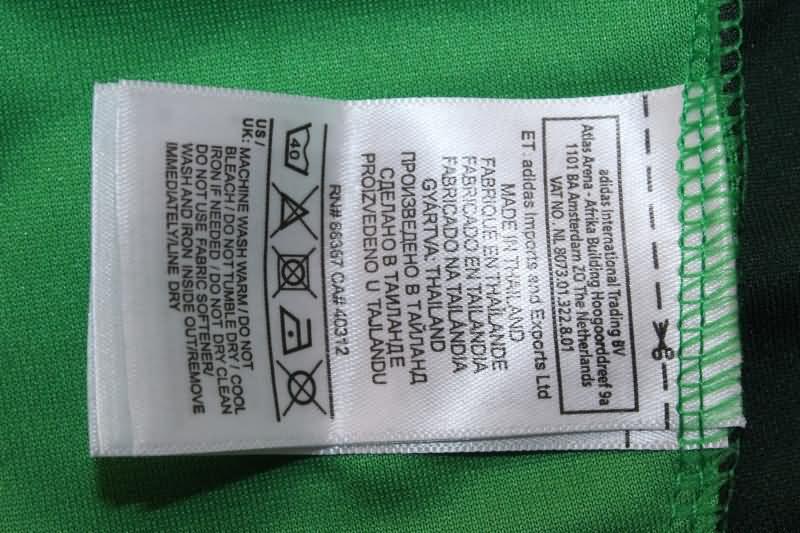 adidas International Trading BV
Atlas Arena - Afrika Building Hoogoorddreef 9a
1101 BA Amsterdam ZO The Netherlands
VAT NO. NL 8073.01.322.B.01
ET: adidas Imports and Exports Ltd
MADE IN THAILAND
FABRIQUE EN THAÏLANDE
FABRICADO EN TAILANDIA
FABRICADO NA TAILÂNDIA
GYÁRTVA: THAILAND
ПРОИЗВЕДЕНО В ТАЙЛАНД
СДЕЛАНО В ТАИЛАНДЕ
PROIZVEDENO U TAJLANDU
RN# 88387 CA# 40312
40
US /
UK: MACHINE WASH WARM / DO NOT
BLEACH / DO NOT TUMBLE DRY / COOL
IRON IF NEEDED / DO NOT DRY CLEAN
DO NOT USE FABRIC SOFTENER/
WASH AND IRON INSIDE OUT/REMOVE
IMMEDIATELY/LINE DRY